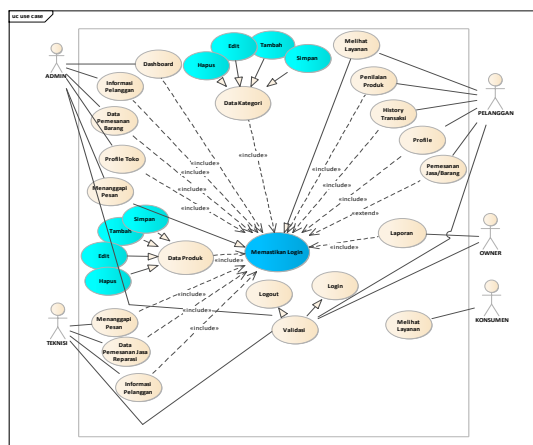 uc use case
Melihat
Layanan
Edit
Tambah
Hapus
Simpan
Dashboard
ADMIN
Informasi
Pelanggan
Data Kategori
Penilaian
Produk
PELANGGAN
History
Transaksi
Data
Pemesanan
Barang
Profile
Profile Toko
Pemesanan
Jasa/Barang
«include»
«include»
«include»
«include»
«include»
«include»
«include»
«include»
«include»
«extend»
Menanggapi
Pesan
Simpan
Tambah
Memastikan Login
Laporan
OWNER
«include»
Edit
Data Produk
«include»
Hapus
Logout
Login
«include»
«include»
«include»
KONSUMEN
TEKNISI
Menanggapi
Pesan
Validasi
Melihat
Layanan
Data
Pemesanan Jasa
Reparasi
Informasi
Pelanggan